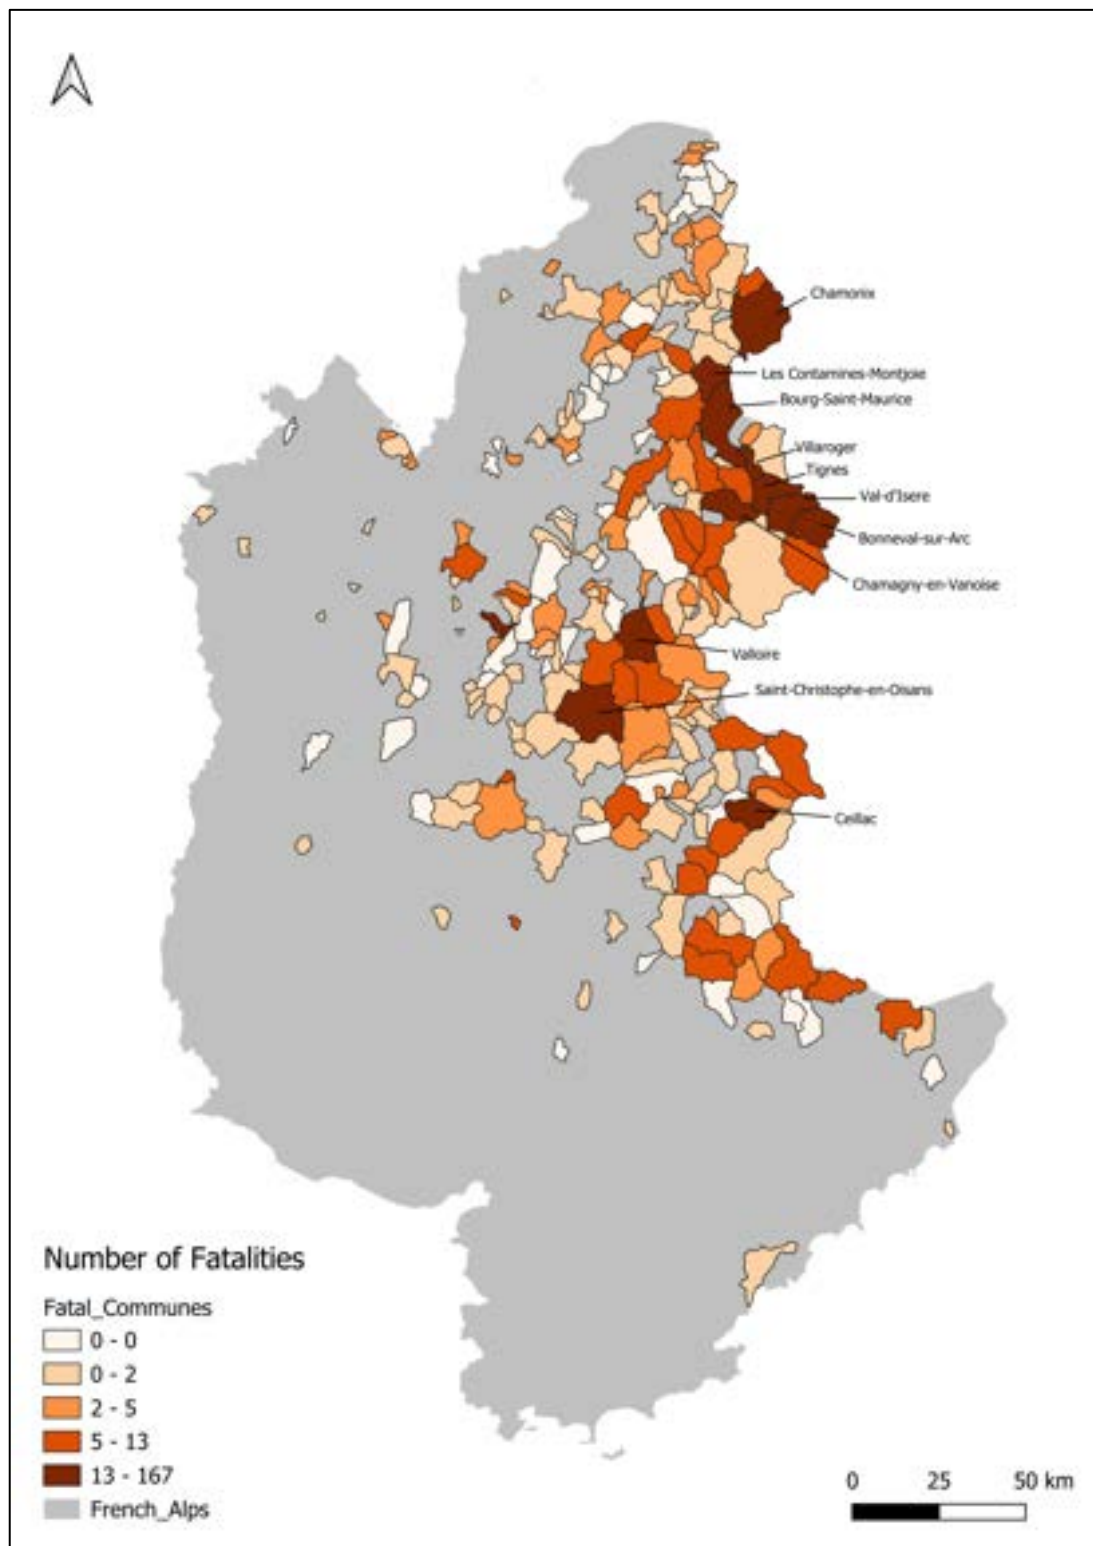 Chamonix
Les Contamines-Montjoie
Bourg-Saint-Maurice
Villaroger
Tignes
Val-d'Isere
Bonneval-sur-Arc
Chamagny-en-Vanoise
Valloire
Saint-Christophe-en-Oisans
Ceillac
Number of Fatalities
Fatal_Communes
0 - 0
0 - 2
2 - 5
5 - 13
13 - 167
French_Alps
0 25 50 km